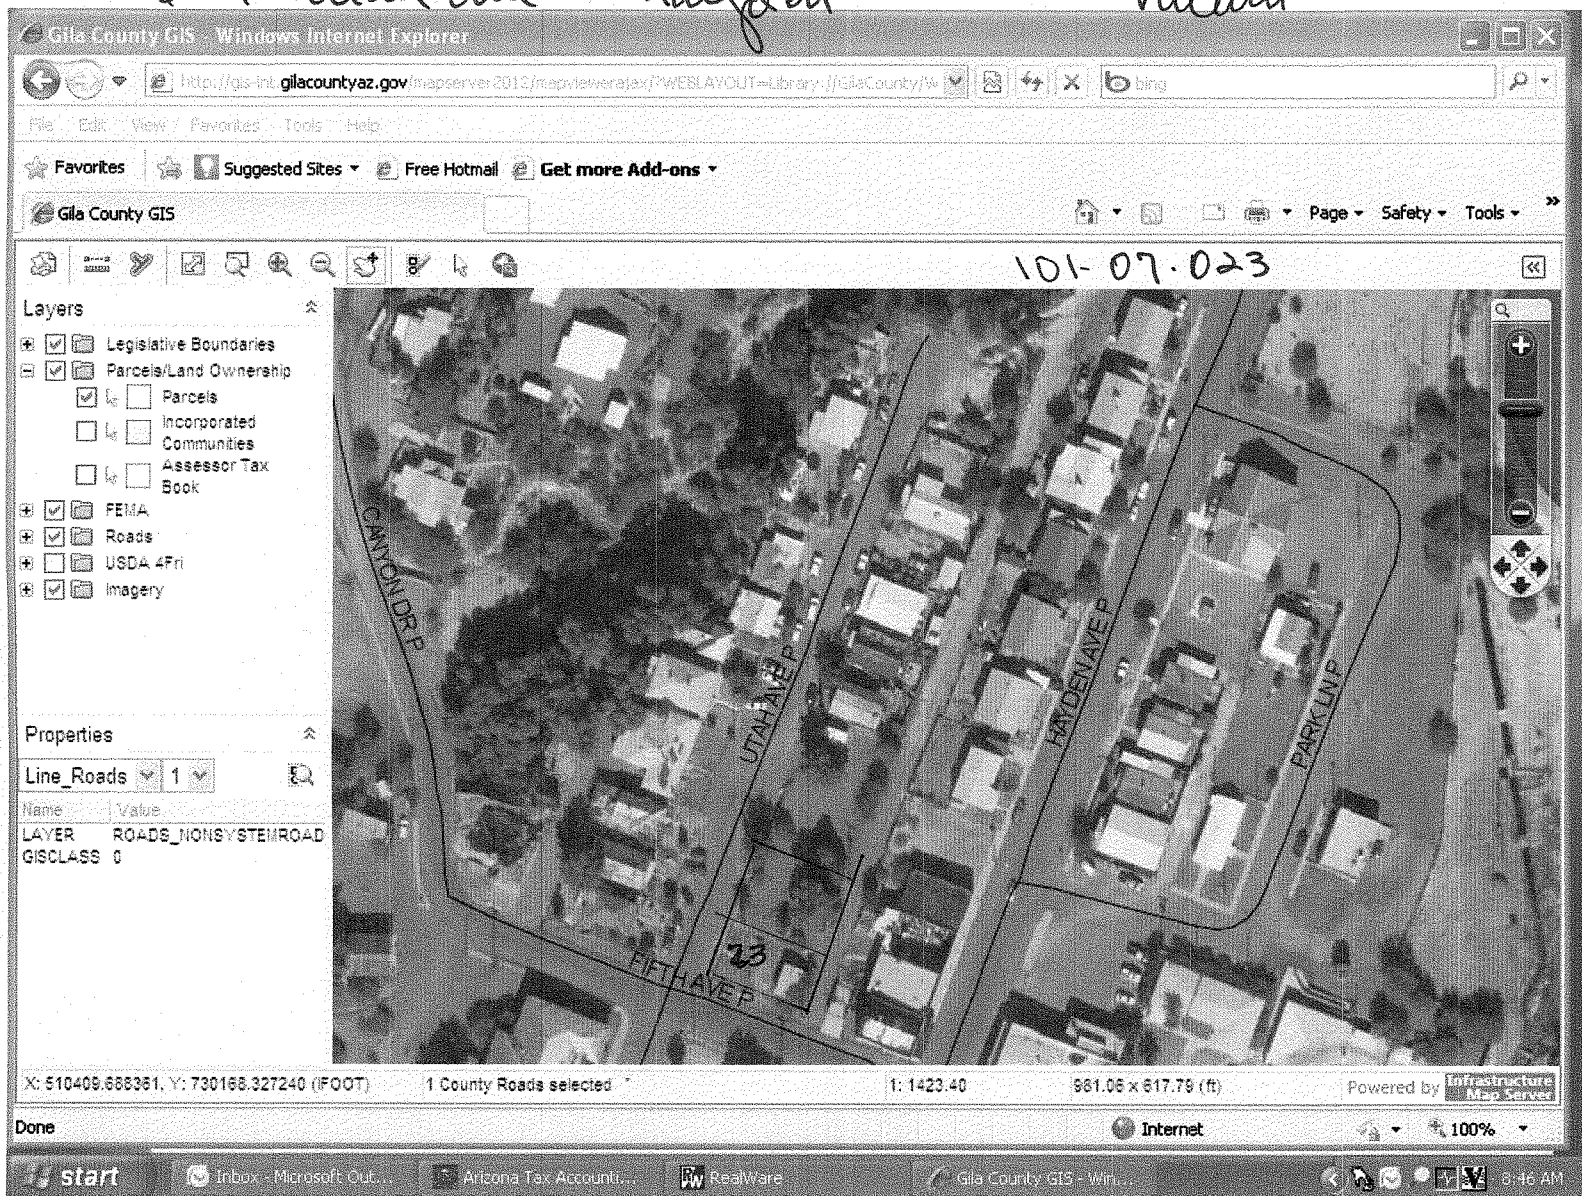 Gila County GIS - Windows Internet Explorer
http://gis-int.gilacountyaz.gov/mapserver2012/mapviewerajax/?WEBLAYOUT=Library://GilaCounty/W
bing
File Edit View Favorites Tools Help
Favorites Suggested Sites Free Hotmail Get more Add-ons
Gila County GIS Page Safety Tools »
101-07-023
Layers
Legislative Boundaries
Parcels/Land Ownership
Parcels
Incorporated
Communities
Assessor Tax
Book
FEMA
Roads
USDA 4Fri
Imagery
CANYON DR P
UTAH AVE P
HAYDEN AVE P
PARK LN P
FIFTH AVE P
23
Properties
Line_Roads 1
Name Value
LAYER ROADS_NONSYSTEMROAD
GISCLASS 0
X: 510409.688361, Y: 730168.327240 (IFOOT) 1 County Roads selected 1: 1423.40 981.06 x 617.79 (ft) Powered by Infrastructure Map Server
Done Internet 100%
start Inbox - Microsoft Out... Arizona Tax Accounti... RealWare Gila County GIS - Win... 8:46 AM